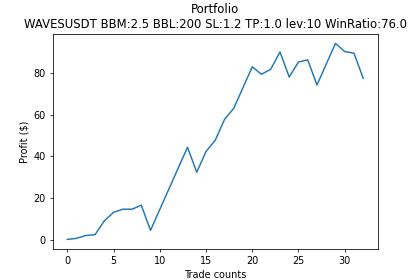 Portfolio
WAVESUSDT BBM:2.5 BBL:200 SL:1.2 TP:1.0 lev:10 WinRatio:76.0
Profit ($)
80
60
40
20
0
0 5 10 15 20 25 30
Trade counts